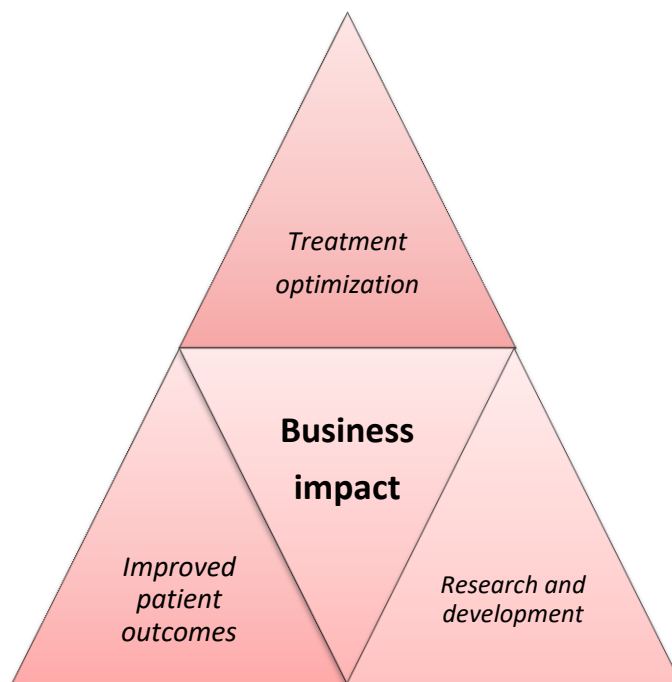 Treatment
optimization
Business
impact
Improved
patient
outcomes
Research and
development